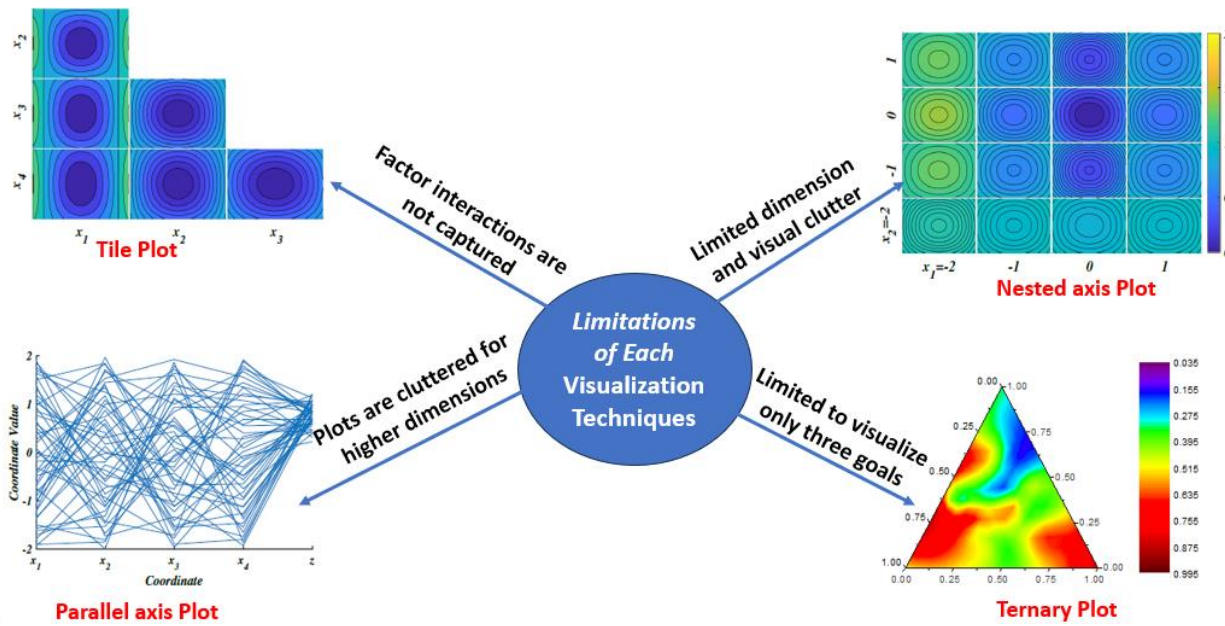 x₂
x₃
x₄
x₁
x₂
x₃
Tile Plot
Factor interactions are
not captured
Limited dimension
and visual clutter
1
0
-1
x₂=-2
x₁=-2
-1
0
1
Nested axis Plot
Limitations
of Each
Visualization
Techniques
Plots are cluttered for
higher dimensions
Limited to visualize
only three goals
2
1
0
-1
-2
Coordinate Value
x₁
x₂
x₃
x₄
z
Coordinate
Parallel axis Plot
0.00
1.00
0.25
0.75
0.50
0.50
0.75
0.25
1.00
0.00
0.00
0.25
0.50
0.75
1.00
0.035
0.155
0.275
0.395
0.515
0.635
0.755
0.875
0.995
Ternary Plot